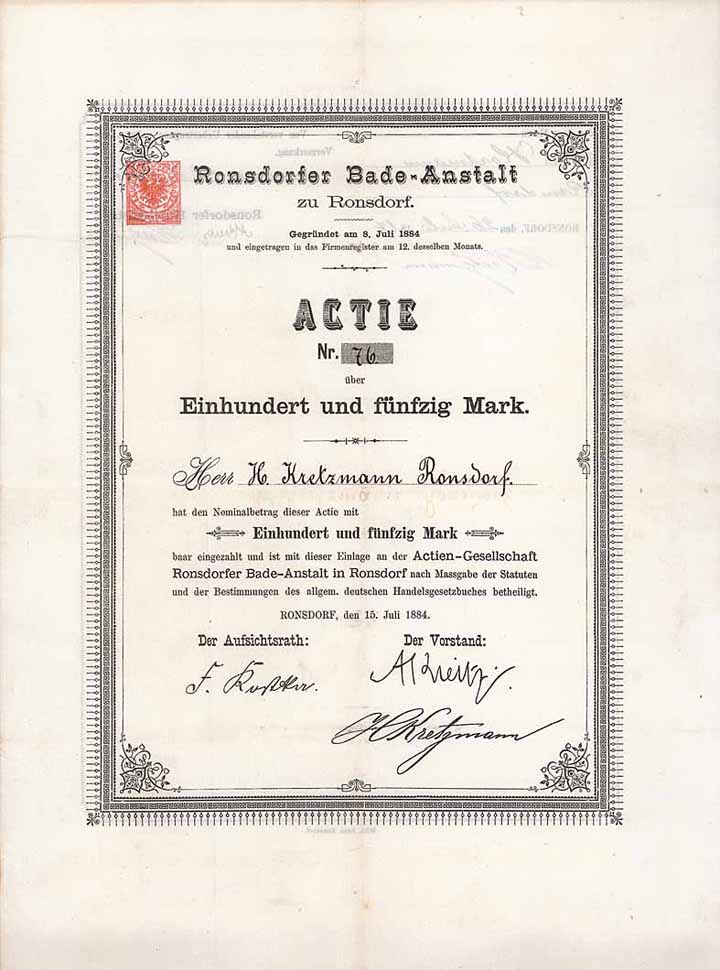 Ronsdorfer Bade-Anstalt
zu Ronsdorf.
Gegründet am 8. Juli 1884
und eingetragen in das Firmenregister am 12. desselben Monats.
ACTIE
Nr. 76
über
Einhundert und fünfzig Mark.
Herr H. Kretzmann Ronsdorf.
hat den Nominalbetrag dieser Actie mit
Einhundert und fünfzig Mark
baar eingezahlt und ist mit dieser Einlage an der Actien-Gesellschaft
Ronsdorfer Bade-Anstalt in Ronsdorf nach Massgabe der Statuten
und der Bestimmungen des allgem. deutschen Handelsgesetzbuches betheiligt.
RONSDORF, den 15. Juli 1884.
Der Aufsichtsrath: Der Vorstand:
F.
H Kretzmann